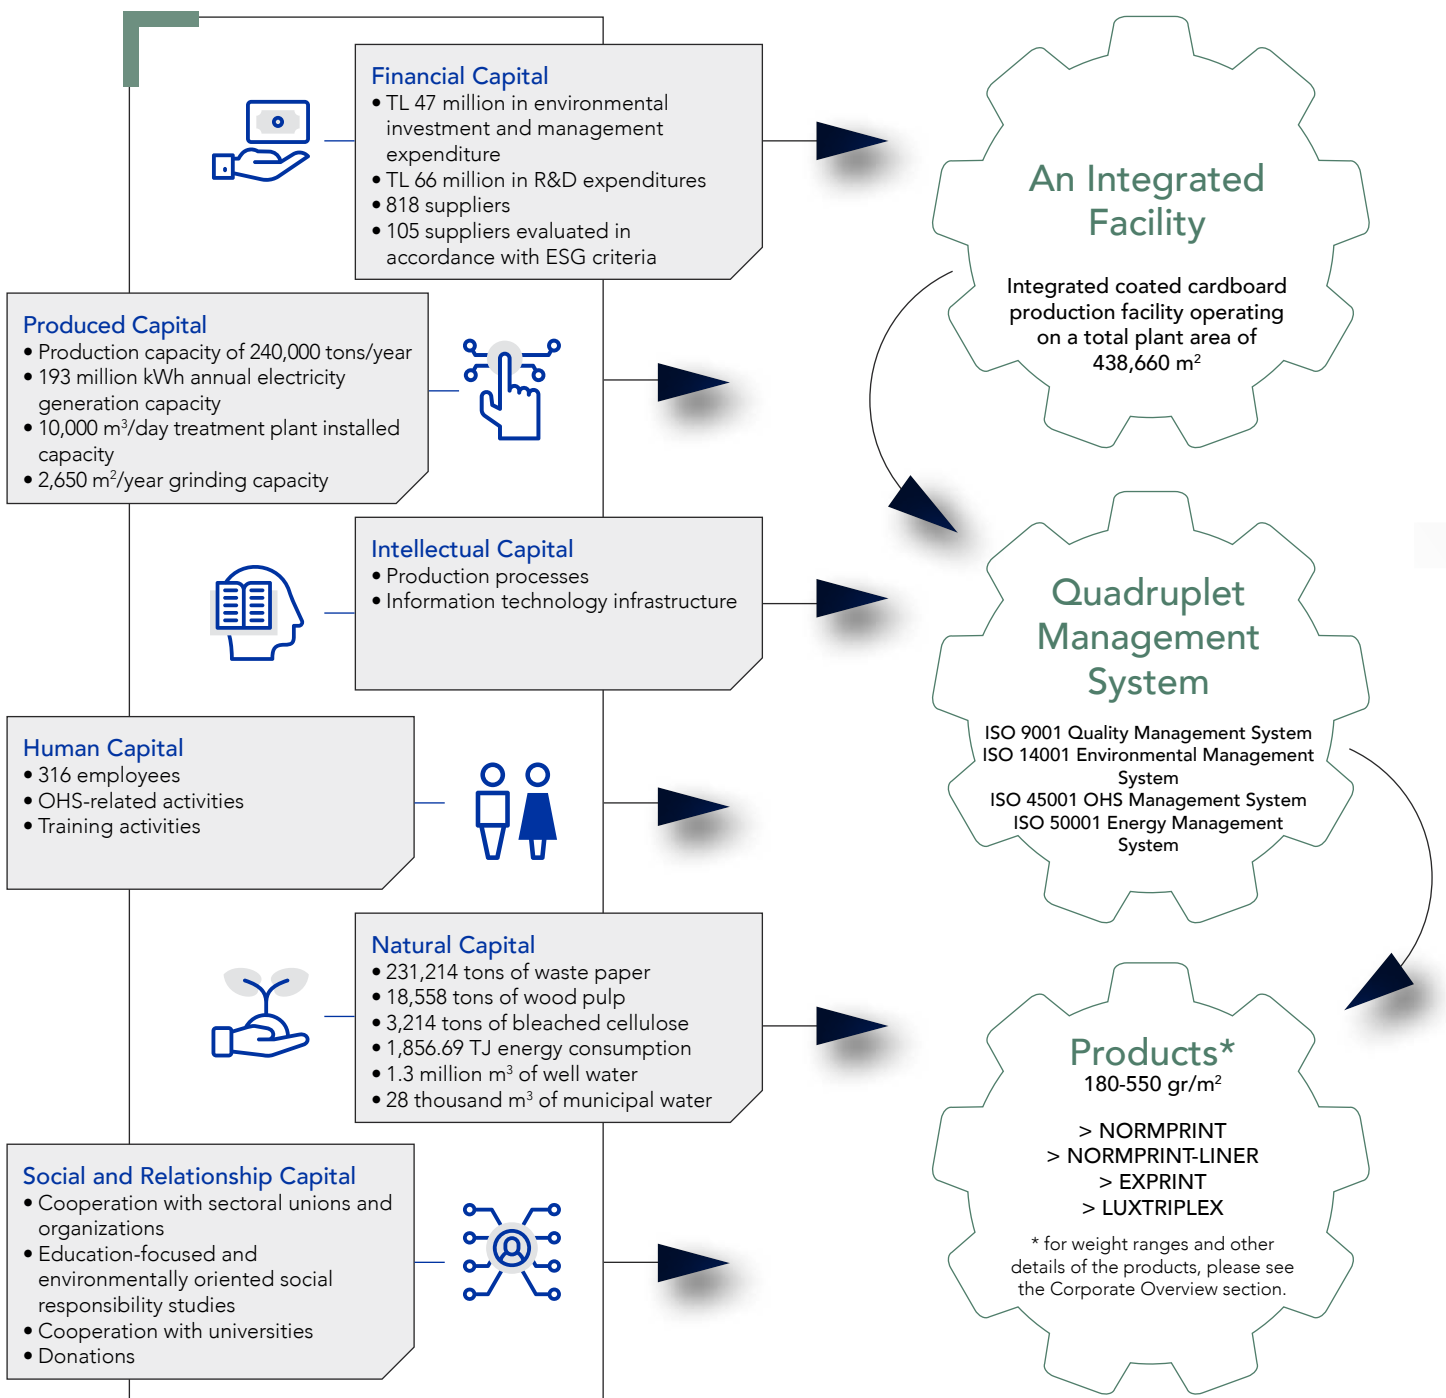 Financial Capital
• TL 47 million in environmental
investment and management
expenditure
• TL 66 million in R&D expenditures
• 818 suppliers
• 105 suppliers evaluated in
accordance with ESG criteria
Produced Capital
• Production capacity of 240,000 tons/year
• 193 million kWh annual electricity
generation capacity
• 10,000 m³/day treatment plant installed
capacity
• 2,650 m²/year grinding capacity
Intellectual Capital
• Production processes
• Information technology infrastructure
Human Capital
• 316 employees
• OHS-related activities
• Training activities
Natural Capital
• 231,214 tons of waste paper
• 18,558 tons of wood pulp
• 3,214 tons of bleached cellulose
• 1,856.69 TJ energy consumption
• 1.3 million m³ of well water
• 28 thousand m³ of municipal water
Social and Relationship Capital
• Cooperation with sectoral unions and
organizations
• Education-focused and
environmentally oriented social
responsibility studies
• Cooperation with universities
• Donations
An Integrated
Facility
Integrated coated cardboard
production facility operating
on a total plant area of
438,660 m²
Quadruplet
Management
System
ISO 9001 Quality Management System
ISO 14001 Environmental Management
System
ISO 45001 OHS Management System
ISO 50001 Energy Management
System
Products*
180-550 gr/m²
> NORMPRINT
> NORMPRINT-LINER
> EXPRINT
> LUXTRIPLEX
* for weight ranges and other
details of the products, please see
the Corporate Overview section.